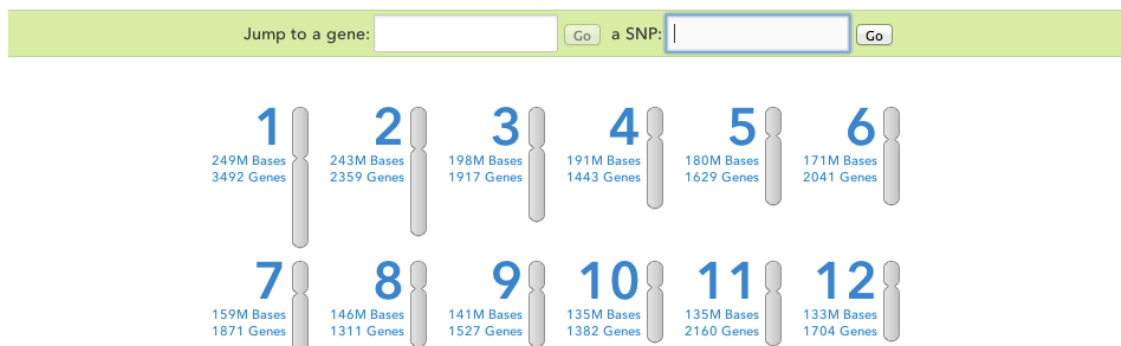 Jump to a gene: Go a SNP: Go
1 2 3 4 5 6
249M Bases 243M Bases 198M Bases 191M Bases 180M Bases 171M Bases
3492 Genes 2359 Genes 1917 Genes 1443 Genes 1629 Genes 2041 Genes
7 8 9 10 11 12
159M Bases 146M Bases 141M Bases 135M Bases 135M Bases 133M Bases
1871 Genes 1311 Genes 1527 Genes 1382 Genes 2160 Genes 1704 Genes